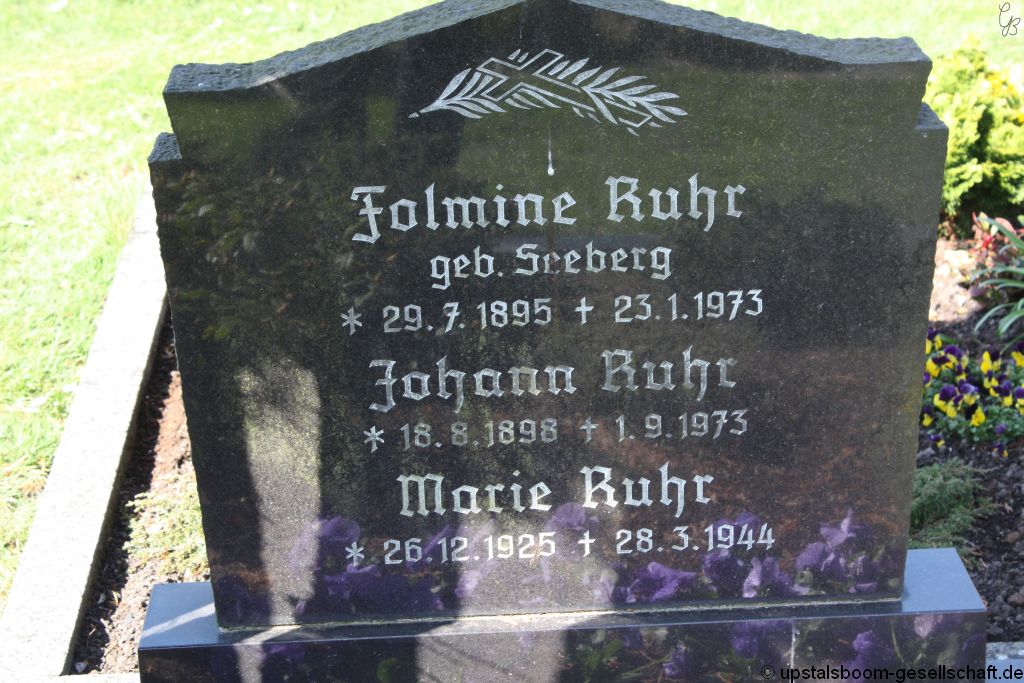 Folmine Ruhr
geb. Seeberg
* 29.7.1895 † 23.1.1973
Johann Ruhr
* 18.8.1898 † 1.9.1973
Marie Ruhr
* 26.12.1925 † 28.3.1944
© upstalsboom-gesellschaft.de